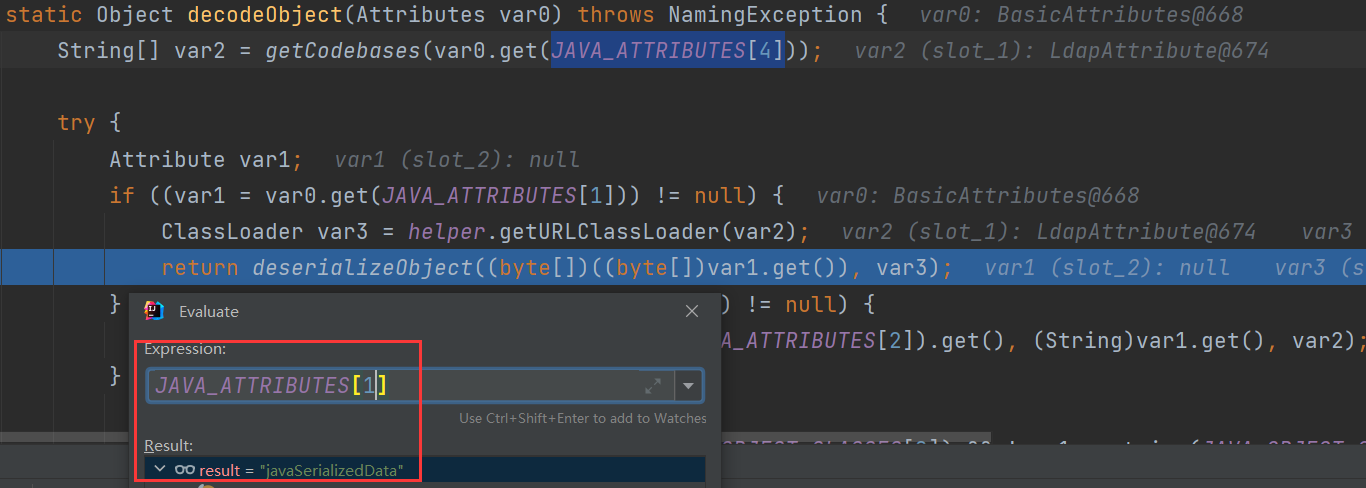 static Object decodeObject(Attributes var0) throws NamingException { var0: BasicAttributes@668
String[] var2 = getCodebases(var0.get(JAVA_ATTRIBUTES[4])); var2 (slot_1): LdapAttribute@674
try {
Attribute var1; var1 (slot_2): null
if ((var1 = var0.get(JAVA_ATTRIBUTES[1])) != null) { var0: BasicAttributes@668
ClassLoader var3 = helper.getURLClassLoader(var2); var2 (slot_1): LdapAttribute@674 var3
return deserializeObject((byte[])((byte[])var1.get()), var3); var1 (slot_2): null var3 (s
} ) != null) {
Evaluate
Expression:
A_ATTRIBUTES[2]).get(), (String)var1.get(), var2);
}
JAVA_ATTRIBUTES[1]
Use Ctrl+Shift+Enter to add to Watches
Result:
result = "javaSerializedData"